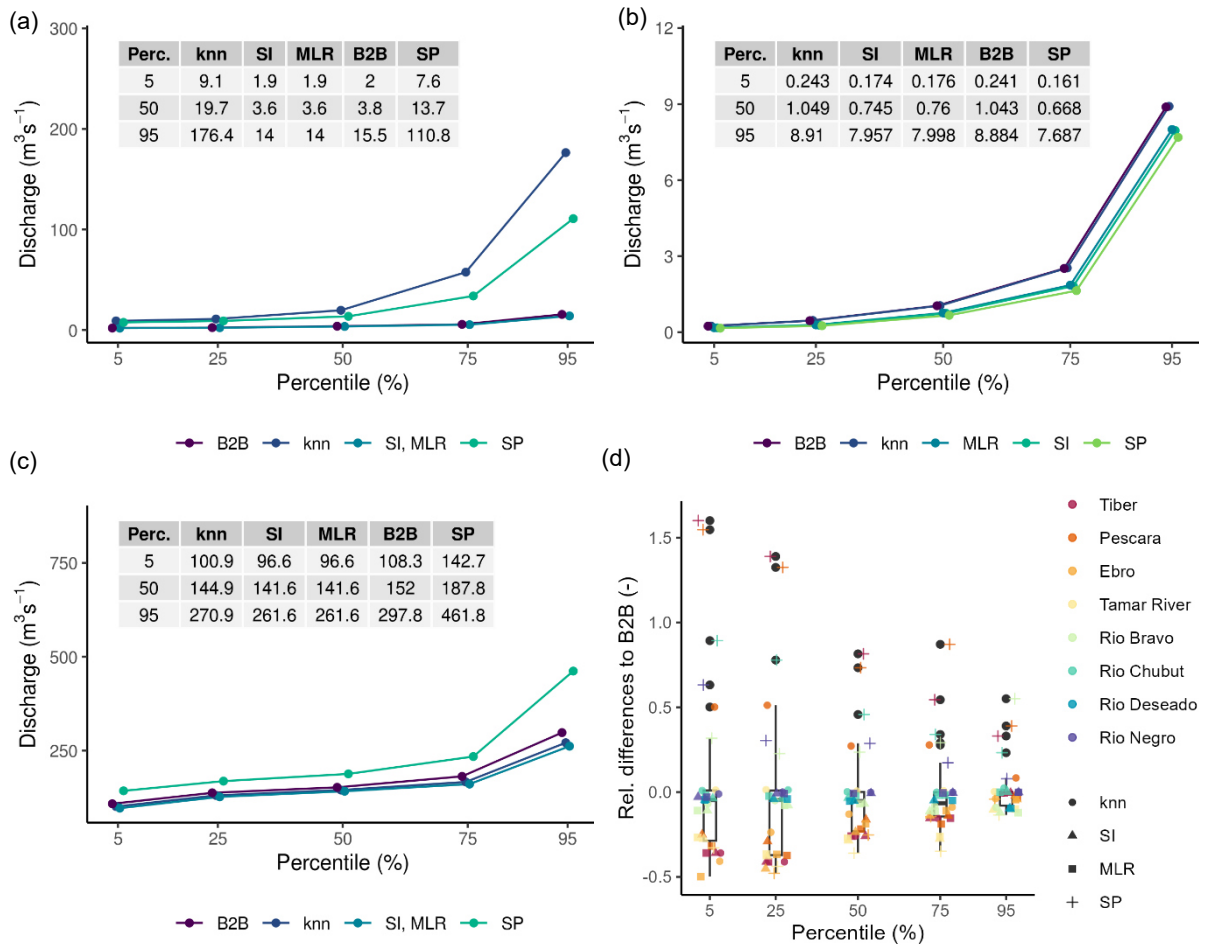 (a)
300
200
100
0
Discharge (m³s⁻¹)
Perc. knn SI MLR B2B SP
5 9.1 1.9 1.9 2 7.6
50 19.7 3.6 3.6 3.8 13.7
95 176.4 14 14 15.5 110.8
5 25 50 75 95
Percentile (%)
B2B knn SI, MLR SP
(b)
12
9
6
3
0
Discharge (m³s⁻¹)
Perc. knn SI MLR B2B SP
5 0.243 0.174 0.176 0.241 0.161
50 1.049 0.745 0.76 1.043 0.668
95 8.91 7.957 7.998 8.884 7.687
5 25 50 75 95
Percentile (%)
B2B knn MLR SI SP
(c)
750
500
250
Discharge (m³s⁻¹)
Perc. knn SI MLR B2B SP
5 100.9 96.6 96.6 108.3 142.7
50 144.9 141.6 141.6 152 187.8
95 270.9 261.6 261.6 297.8 461.8
5 25 50 75 95
Percentile (%)
B2B knn SI, MLR SP
(d)
1.5
1.0
0.5
0.0
-0.5
Rel. differences to B2B (-)
5 25 50 75 95
Percentile (%)
Tiber
Pescara
Ebro
Tamar River
Rio Bravo
Rio Chubut
Rio Deseado
Rio Negro
knn
SI
MLR
SP